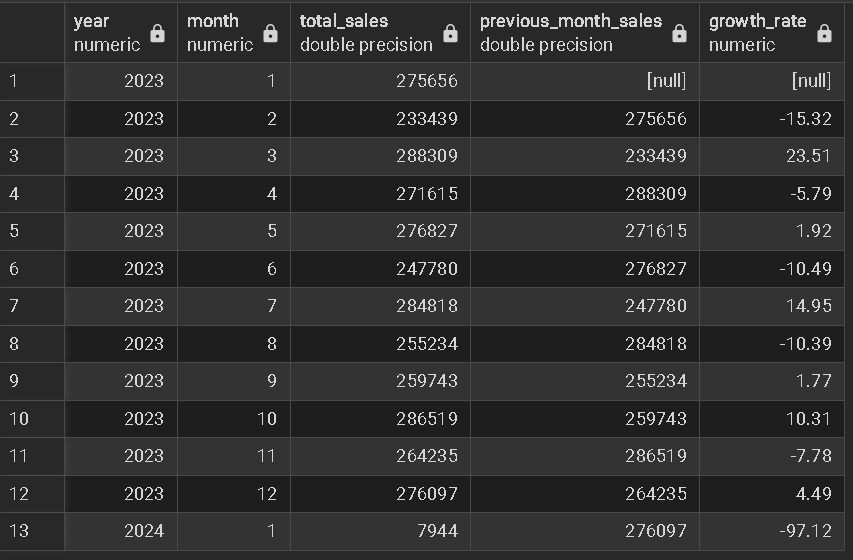 year month total_sales previous_month_sales growth_rate
numeric numeric double precision double precision numeric
1 2023 1 275656 [null] [null]
2 2023 2 233439 275656 -15.32
3 2023 3 288309 233439 23.51
4 2023 4 271615 288309 -5.79
5 2023 5 276827 271615 1.92
6 2023 6 247780 276827 -10.49
7 2023 7 284818 247780 14.95
8 2023 8 255234 284818 -10.39
9 2023 9 259743 255234 1.77
10 2023 10 286519 259743 10.31
11 2023 11 264235 286519 -7.78
12 2023 12 276097 264235 4.49
13 2024 1 7944 276097 -97.12